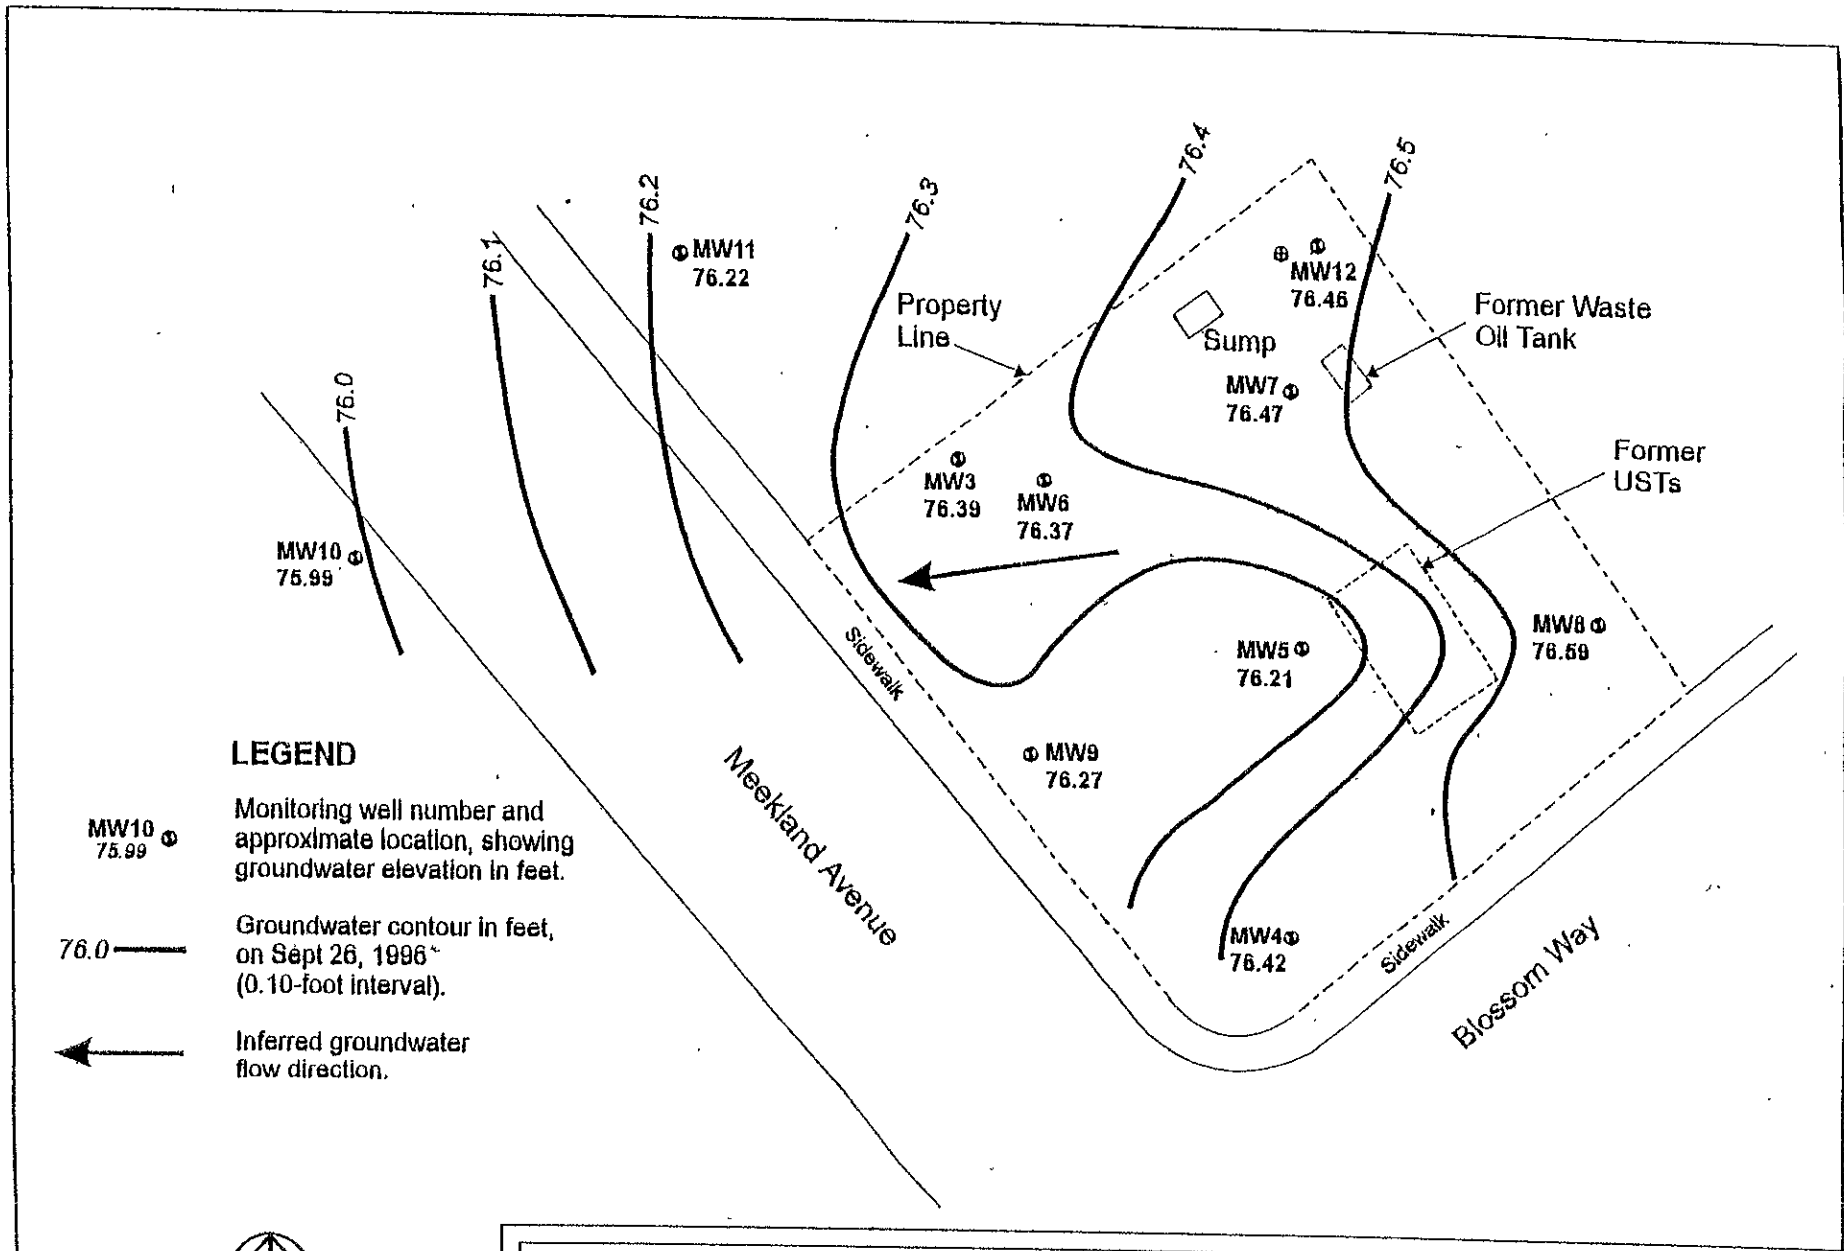 76.4
76.5
76.2
76.3
76.1
MW11
76.22
MW12
76.46
Property
Line
Former Waste
Oil Tank
Sump
76.0
MW7
76.47
Former
USTs
MW3
76.39
MW6
76.37
MW10
75.99
MW8
76.59
MW5
76.21
Sidewalk
MW9
76.27
Meekland Avenue
MW4
76.42
Sidewalk
Blossom Way
LEGEND
MW10
75.99
Monitoring well number and
approximate location, showing
groundwater elevation in feet.
76.0
Groundwater contour in feet,
on Sept 26, 1996
(0.10-foot interval).
Inferred groundwater
flow direction.